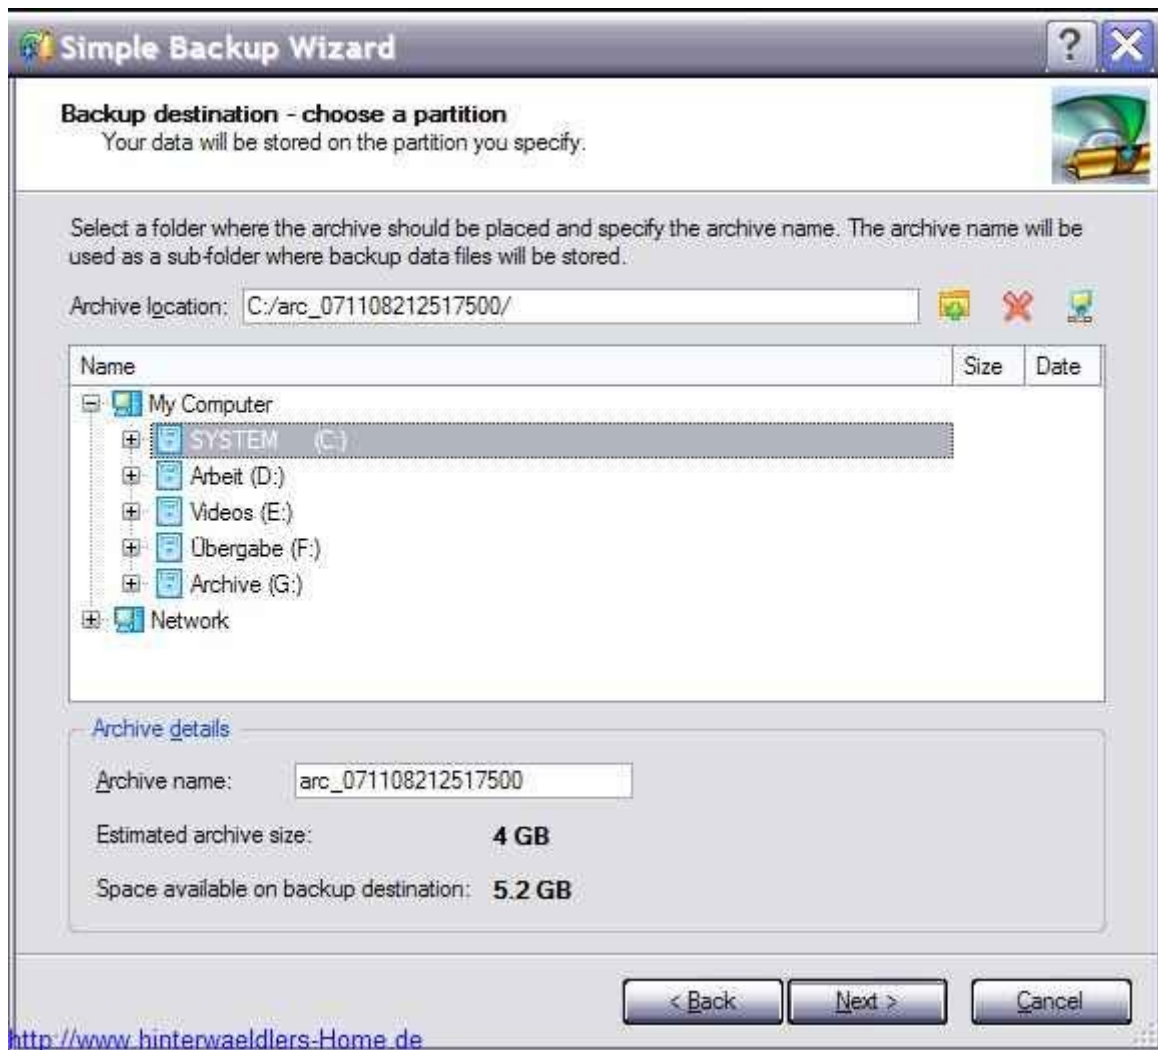 Simple Backup Wizard
?
Backup destination - choose a partition
Your data will be stored on the partition you specify.
Select a folder where the archive should be placed and specify the archive name. The archive name will be
used as a sub-folder where backup data files will be stored.
Archive location: C:/arc_071108212517500/
Name Size Date
My Computer
SYSTEM (C:)
Arbeit (D:)
Videos (E:)
Übergabe (F:)
Archive (G:)
Network
Archive details
Archive name: arc_071108212517500
Estimated archive size: 4 GB
Space available on backup destination: 5.2 GB
< Back Next > Cancel
http://www.hinterwaeldlers-Home.de